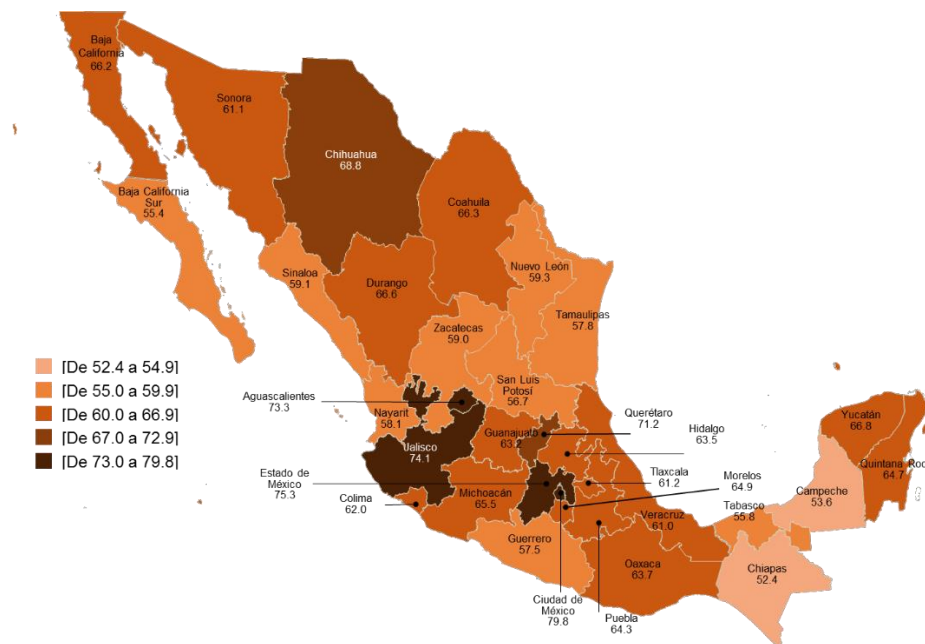 Baja
California
66.2
Sonora
61.1
Chihuahua
68.8
Baja California
Sur
55.4
Coahuila
66.3
Sinaloa
59.1
Durango
66.6
Nuevo León
59.3
Tamaulipas
57.8
Zacatecas
59.0
[De 52.4 a 54.9]
[De 55.0 a 59.9]
[De 60.0 a 66.9]
[De 67.0 a 72.9]
[De 73.0 a 79.8]
San Luis
Potosí
56.7
Aguascalientes
73.3
Nayarit
58.1
Querétaro
71.2
Guanajuato
63.2
Hidalgo
63.5
Yucatán
66.8
Jalisco
74.1
Estado de
México
75.3
Tlaxcala
61.2
Quintana Roo
64.7
Morelos
64.9
Colima
62.0
Michoacán
65.5
Campeche
53.6
Veracruz
61.0
Tabasco
55.8
Guerrero
57.5
Oaxaca
63.7
Chiapas
52.4
Ciudad de
México
79.8
Puebla
64.3